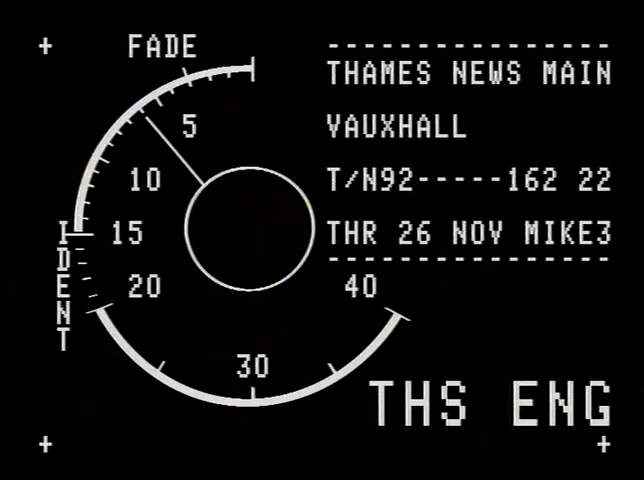 FADE
5
10
15
20
30
40
IDENT
----------------
THAMES NEWS MAIN
VAUXHALL
T/N92-----162 22
THR 26 NOV MIKE3
----------------
THS ENG